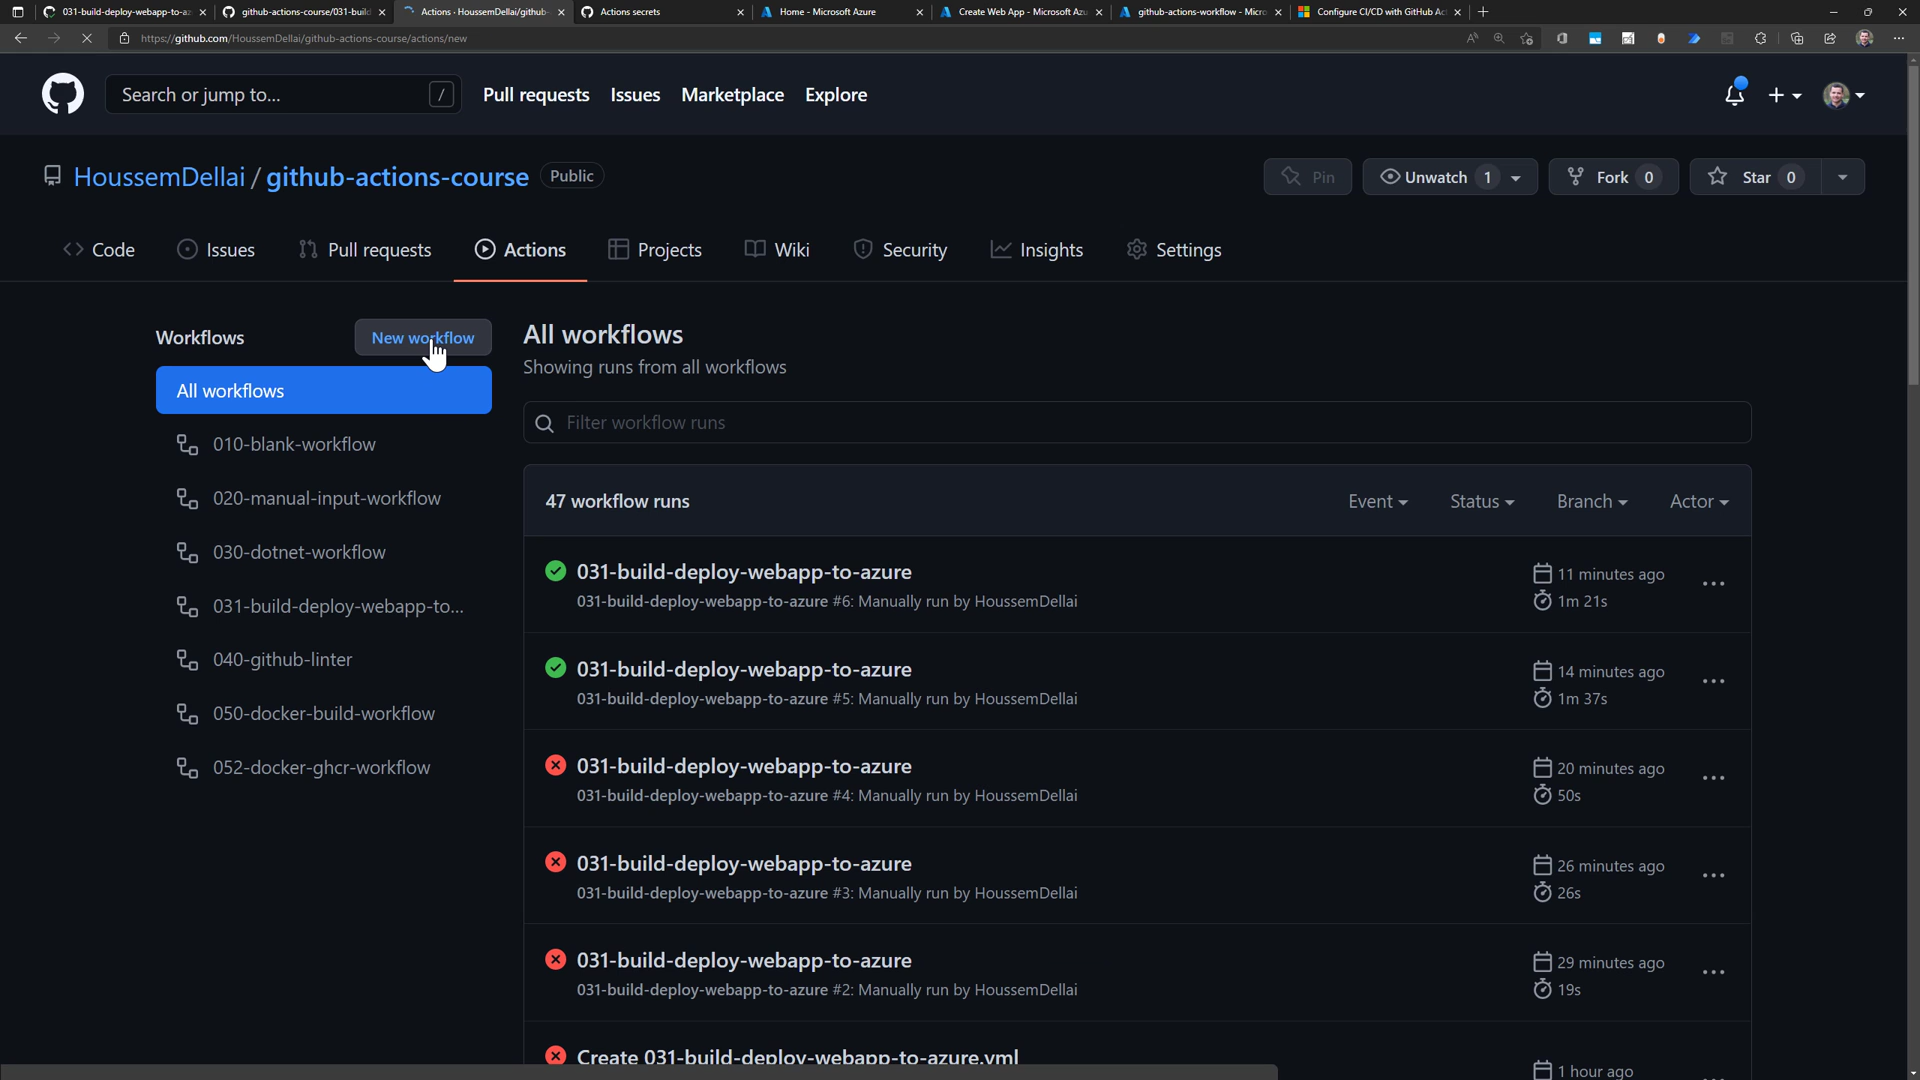 031-build-deploy-webapp-to-az
github-actions-course/031-build
Actions · HoussemDellai/github-
Actions secrets
Home - Microsoft Azure
Create Web App - Microsoft Azu
github-actions-workflow - Micro
Configure CI/CD with GitHub Ac
https://github.com/HoussemDellai/github-actions-course/actions/new
Search or jump to...
/
Pull requests
Issues
Marketplace
Explore
HoussemDellai / github-actions-course
Public
Pin
Unwatch 1
Fork 0
Star 0
Code
Issues
Pull requests
Actions
Projects
Wiki
Security
Insights
Settings
Workflows
New workflow
All workflows
010-blank-workflow
020-manual-input-workflow
030-dotnet-workflow
031-build-deploy-webapp-to...
040-github-linter
050-docker-build-workflow
052-docker-ghcr-workflow
All workflows
Showing runs from all workflows
Filter workflow runs
47 workflow runs
Event
Status
Branch
Actor
031-build-deploy-webapp-to-azure
031-build-deploy-webapp-to-azure #6: Manually run by HoussemDellai
11 minutes ago
1m 21s
031-build-deploy-webapp-to-azure
031-build-deploy-webapp-to-azure #5: Manually run by HoussemDellai
14 minutes ago
1m 37s
031-build-deploy-webapp-to-azure
031-build-deploy-webapp-to-azure #4: Manually run by HoussemDellai
20 minutes ago
50s
031-build-deploy-webapp-to-azure
031-build-deploy-webapp-to-azure #3: Manually run by HoussemDellai
26 minutes ago
26s
031-build-deploy-webapp-to-azure
031-build-deploy-webapp-to-azure #2: Manually run by HoussemDellai
29 minutes ago
19s
Create 031-build-deploy-webapp-to-azure.yml
1 hour ago